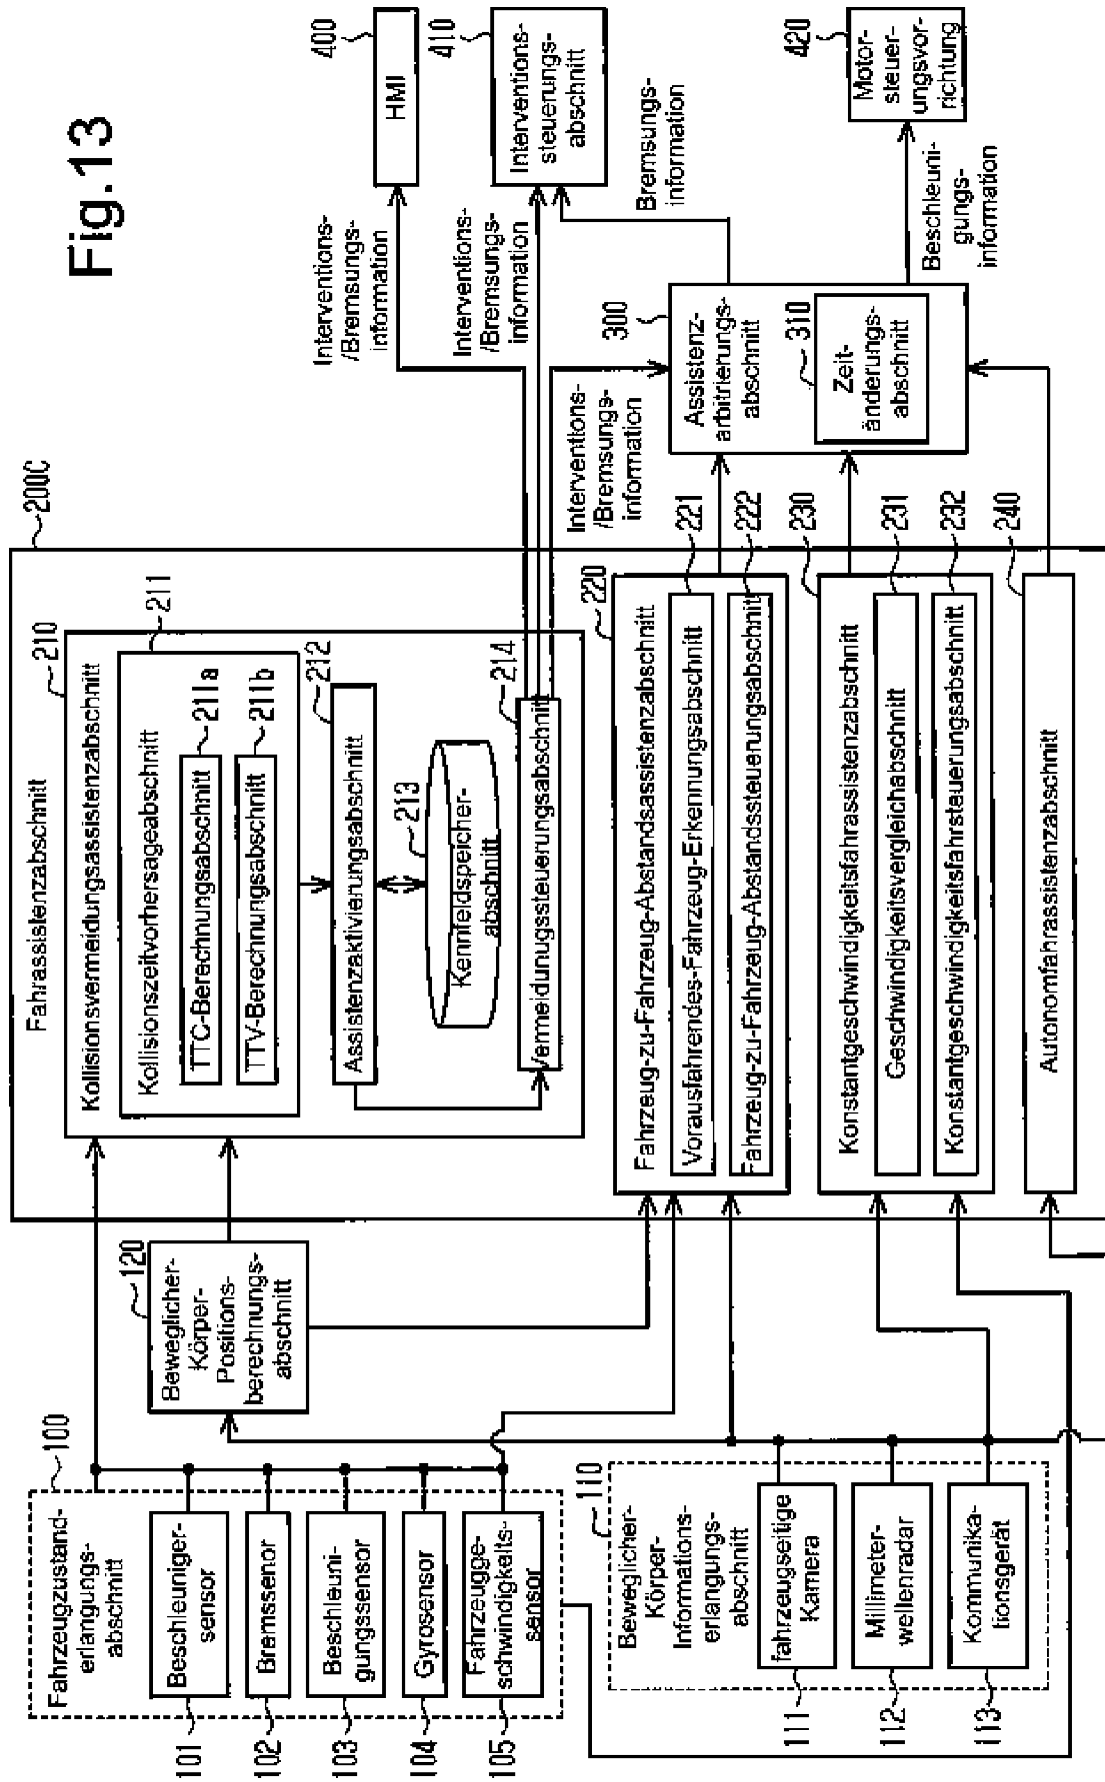 Fig.13
Fahrzeugzustand-
erlangungs-
abschnitt
100
Beschleuniger-
sensor
101
Bremssensor
102
Beschleuni-
gungssensor
103
Gyrosensor
104
Fahrzeugge-
schwindigkeits-
sensor
105
110
Beweglicher-
Körper-
Informations-
erlangungs-
abschnitt
fahrzeugseitige
Kamera
111
Millimeter-
wellenradar
112
Kommunika-
tionsgerät
113
120
Beweglicher-
Körper-
Positions-
berechnungs-
abschnitt
200C
Fahrassistenzabschnitt
210
Kollisionsvermeidungsassistenzabschnitt
211
Kollisionszeitvorhersageabschnitt
TTC-Berechnungsabschnitt
211a
TTV-Berechnungsabschnitt
211b
Assistenzaktivierungsabschnitt
212
213
Kennfeldspeicher-
abschnitt
Vermeidunugssteuerungsabschnitt
214
220
Fahrzeug-zu-Fahrzeug-Abstandsassistenzabschnitt
Vorausfahrendes-Fahrzeug-Erkennungsabschnitt
221
Fahrzeug-zu-Fahrzeug-Abstandssteuerungsabschnitt
222
230
Konstantgeschwindigkeitsfahrassistenzabschnitt
Geschwindigkeitsvergleichabschnitt
231
Konstantgeschwindigkeitsfahrsteuerungsabschnitt
232
240
Autonomfahrassistenzabschnitt
Interventions-
/Bremsungs-
information
Interventions-
/Bremsungs-
information
Interventions-
/Bremsungs-
information
300
Assistenz-
arbitrierungs-
abschnitt
310
Zeit-
änderungs-
abschnitt
Bremsungs-
information
Beschleuni-
gungs-
information
400
HMI
410
Interventions-
steuerungs-
abschnitt
420
Motor-
steuer-
ungsvor-
richtung